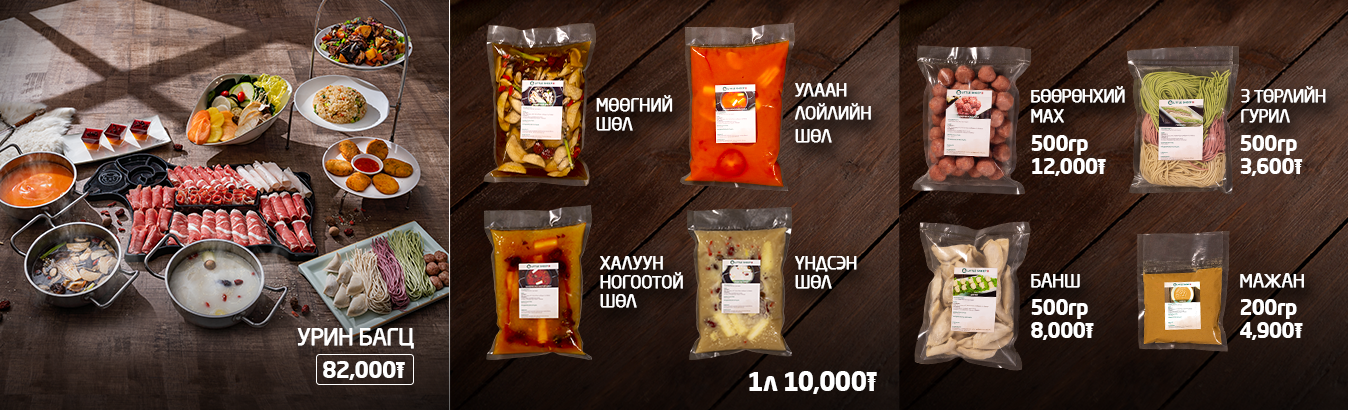 УРИН БАГЦ
82,000₮
МӨӨГНИЙ
ШӨЛ
УЛААН
ЛОЙЛИЙН
ШӨЛ
ХАЛУУН
НОГООТОЙ
ШӨЛ
ҮНДСЭН
ШӨЛ
1л 10,000₮
БӨӨРӨНХИЙ
МАХ
500гр
12,000₮
3 ТӨРЛИЙН
ГУРИЛ
500гр
3,600₮
БАНШ
500гр
8,000₮
МАЖАН
200гр
4,900₮